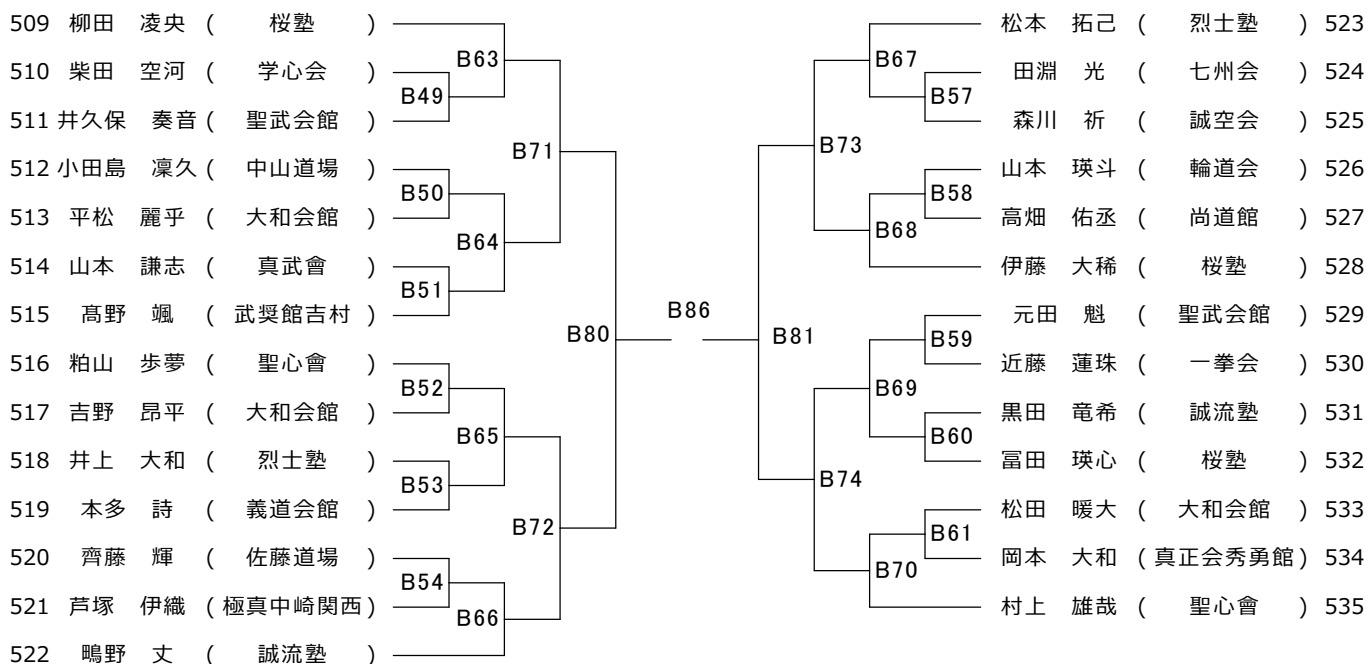 509 柳田 凌央 ( 桜塾 )
510 柴田 空河 ( 学心会 )
511 井久保 奏音 ( 聖武会館 )
512 小田島 凜久 ( 中山道場 )
513 平松 麗乎 ( 大和会館 )
514 山本 謙志 ( 真武會 )
515 髙野 颯 ( 武奨館吉村 )
516 粕山 歩夢 ( 聖心會 )
517 吉野 昂平 ( 大和会館 )
518 井上 大和 ( 烈士塾 )
519 本多 詩 ( 義道会館 )
520 齊藤 輝 ( 佐藤道場 )
521 芦塚 伊織 ( 極真中崎関西 )
522 鴫野 丈 ( 誠流塾 )
B49
B50
B51
B52
B53
B54
B63
B64
B65
B66
B71
B72
B80
B86
B81
B73
B74
B67
B68
B69
B70
B57
B58
B59
B60
B61
松本 拓己 ( 烈士塾 ) 523
田淵 光 ( 七州会 ) 524
森川 祈 ( 誠空会 ) 525
山本 瑛斗 ( 輪道会 ) 526
高畑 佑丞 ( 尚道館 ) 527
伊藤 大稀 ( 桜塾 ) 528
元田 魁 ( 聖武会館 ) 529
近藤 蓮珠 ( 一拳会 ) 530
黒田 竜希 ( 誠流塾 ) 531
冨田 瑛心 ( 桜塾 ) 532
松田 暖大 ( 大和会館 ) 533
岡本 大和 ( 真正会秀勇館 ) 534
村上 雄哉 ( 聖心會 ) 535